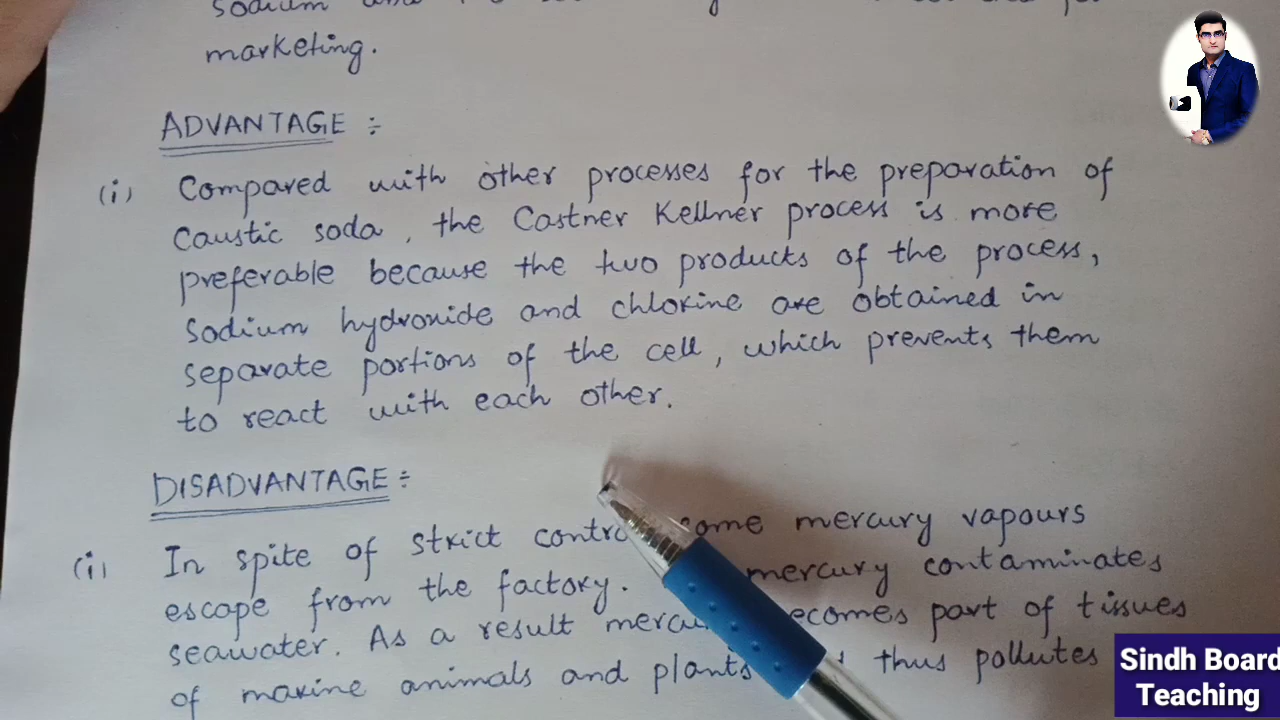 sodium and
marketing.
ADVANTAGE :-
(i) Compared with other processes for the preparation of
caustic soda, the Castner Kellner process is more
preferable because the two products of the process,
sodium hydroxide and chlorine are obtained in
separate portions of the cell, which prevents them
to react with each other.
DISADVANTAGE :-
(i) In spite of strict some mercury vapours
escape from the factory. mercury contaminates
seawater. As a result becomes part of tissues
of marine animals and plants thus pollutes
Sindh Board
Teaching